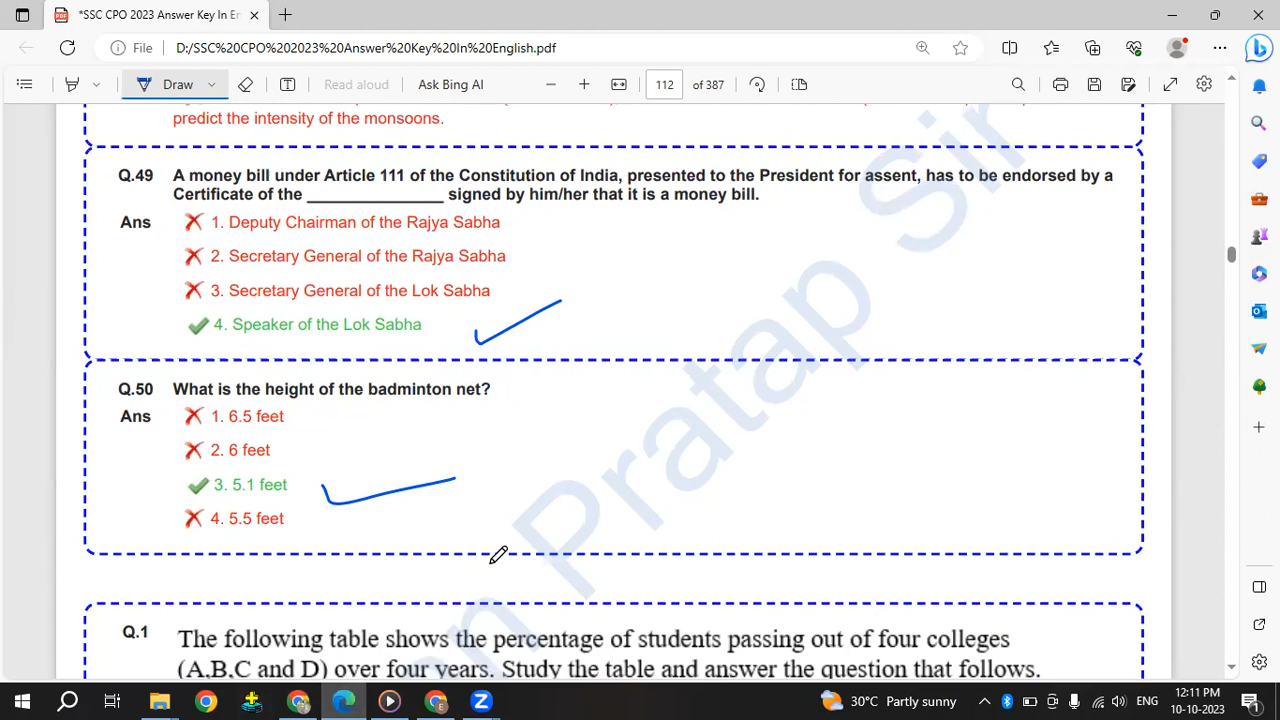 *SSC CPO 2023 Answer Key In En
File
D:/SSC%20CPO%202023%20Answer%20Key%20In%20English.pdf
Draw
Read aloud
Ask Bing AI
112 of 387
predict the intensity of the monsoons.
Q.49 A money bill under Article 111 of the Constitution of India, presented to the President for assent, has to be endorsed by a
Certificate of the ________________ signed by him/her that it is a money bill.
Ans 1. Deputy Chairman of the Rajya Sabha
2. Secretary General of the Rajya Sabha
3. Secretary General of the Lok Sabha
4. Speaker of the Lok Sabha
Q.50 What is the height of the badminton net?
Ans 1. 6.5 feet
2. 6 feet
3. 5.1 feet
4. 5.5 feet
Q.1 The following table shows the percentage of students passing out of four colleges
(A,B,C and D) over four years. Study the table and answer the question that follows.
Pratap Sir
30°C Partly sunny
ENG
12:11 PM
10-10-2023